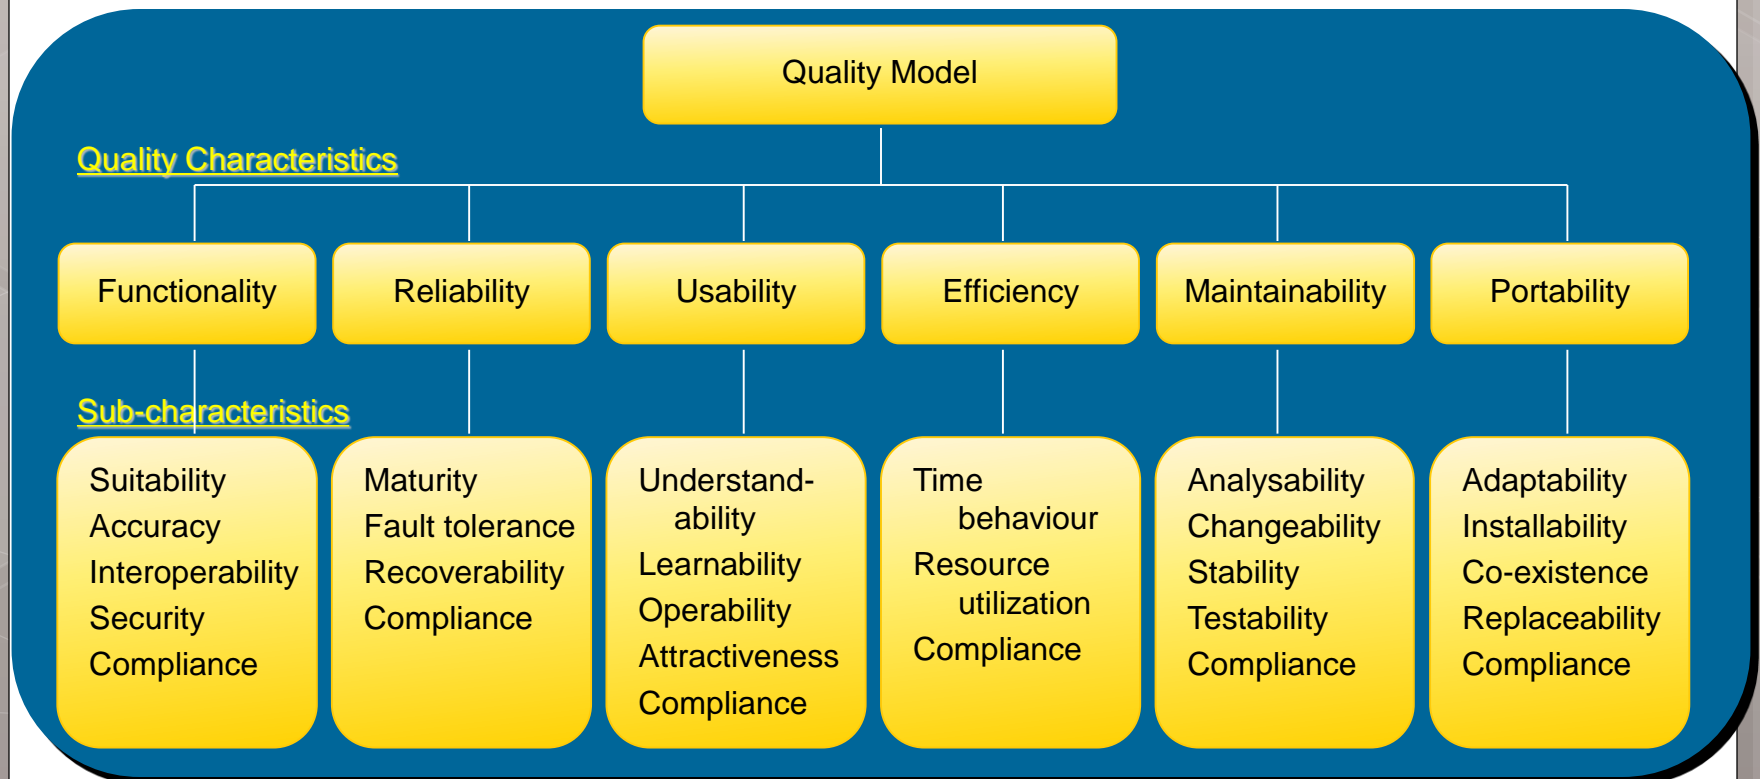 Quality Model
Quality Characteristics
Functionality
Reliability
Usability
Efficiency
Maintainability
Portability
Sub-characteristics
Suitability
Accuracy
Interoperability
Security
Compliance
Maturity
Fault tolerance
Recoverability
Compliance
Understand-
ability
Learnability
Operability
Attractiveness
Compliance
Time
behaviour
Resource
utilization
Compliance
Analysability
Changeability
Stability
Testability
Compliance
Adaptability
Installability
Co-existence
Replaceability
Compliance